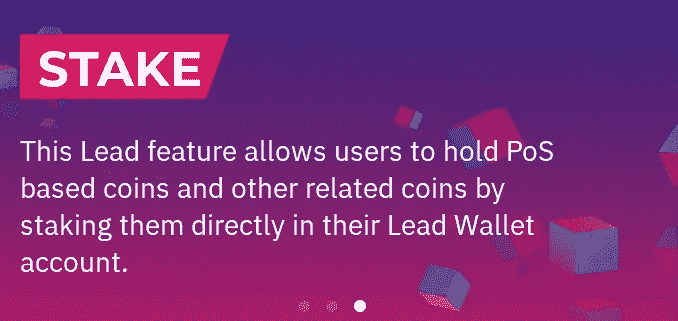 STAKE
This Lead feature allows users to hold PoS
based coins and other related coins by
staking them directly in their Lead Wallet
account.